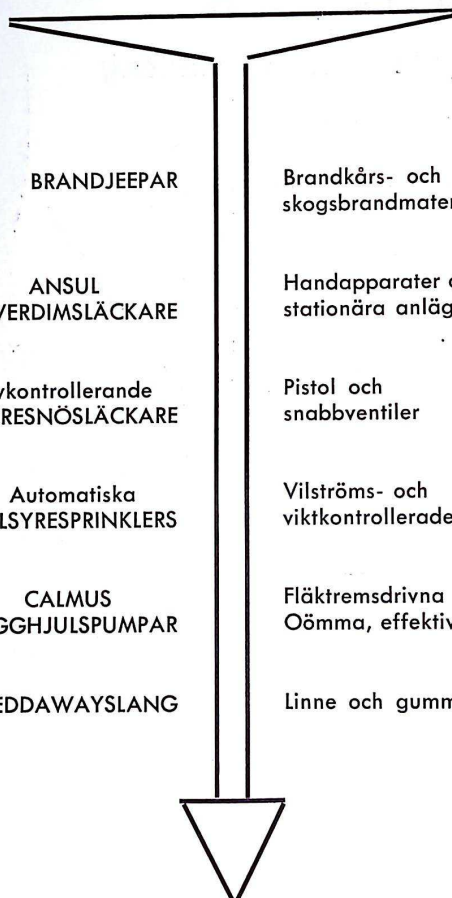 BRANDJEEPAR
Brandkårs- och
skogsbrandmater
ANSUL
VERDIMSLÄCKARE
Handapparater o
stationära anläg
ykontrollerande
RESNÖSLÄCKARE
Pistol och
snabbventiler
Automatiska
LSYRESPRINKLERS
Vilströms- och
viktkontrollerade
CALMUS
GGHJULSPUMPAR
Fläktremsdrivna
Oömma, effektiv
EDDAWAYSLANG
Linne och gumm